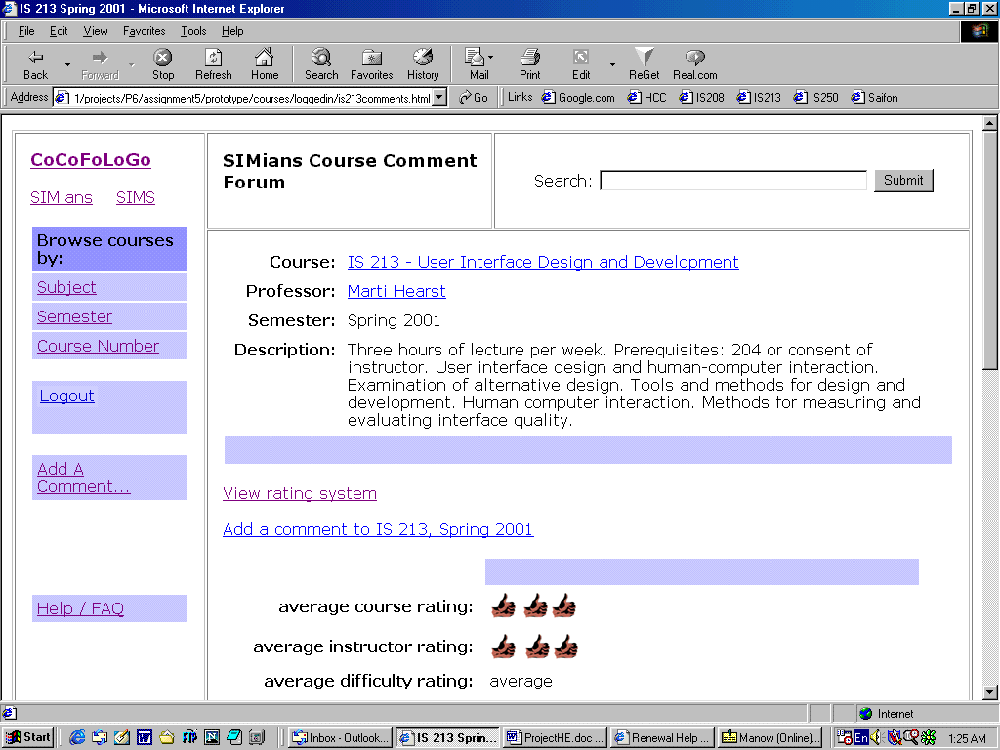 IS 213 Spring 2001 - Microsoft Internet Explorer
File Edit View Favorites Tools Help
Back Forward Stop Refresh Home Search Favorites History Mail Print Edit ReGet Real.com
Address 1/projects/P6/assignment5/prototype/courses/loggedin/is213comments.html Go Links Google.com HCC IS208 IS213 IS250 Saifon
CoCoFoLoGo
SIMians SIMS
Browse courses
by:
Subject
Semester
Course Number
Logout
Add A
Comment...
Help / FAQ
SIMians Course Comment
Forum
Search: Submit
Course: IS 213 - User Interface Design and Development
Professor: Marti Hearst
Semester: Spring 2001
Description: Three hours of lecture per week. Prerequisites: 204 or consent of
instructor. User interface design and human-computer interaction.
Examination of alternative design. Tools and methods for design and
development. Human computer interaction. Methods for measuring and
evaluating interface quality.
View rating system
Add a comment to IS 213, Spring 2001
average course rating:
average instructor rating:
average difficulty rating: average
Internet
Start Inbox - Outlook... IS 213 Sprin... ProjectHE.doc ... Renewal Help ... Manow (Online)... En 1:25 AM